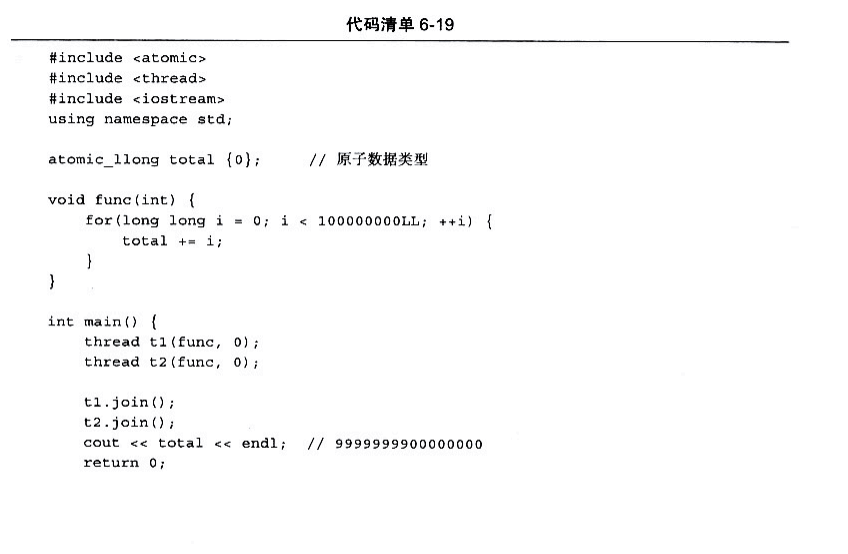 代码清单 6-19
#include <atomic>
#include <thread>
#include <iostream>
using namespace std;
atomic_llong total {0};     // 原子数据类型
void func(int) {
    for(long long i = 0; i < 100000000LL; ++i) {
        total += i;
    }
}
int main() {
    thread t1(func, 0);
    thread t2(func, 0);
    t1.join();
    t2.join();
    cout << total << endl;  // 9999999900000000
    return 0;